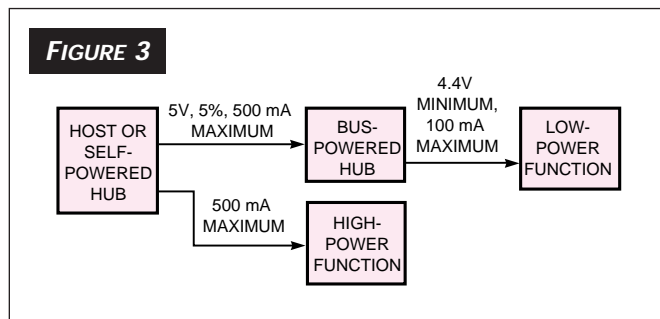 FIGURE 3
5V, 5%, 500 mA
MAXIMUM
4.4V
MINIMUM,
100 mA
MAXIMUM
HOST OR
SELF-
POWERED
HUB
BUS-
POWERED
HUB
LOW-
POWER
FUNCTION
500 mA
MAXIMUM
HIGH-
POWER
FUNCTION